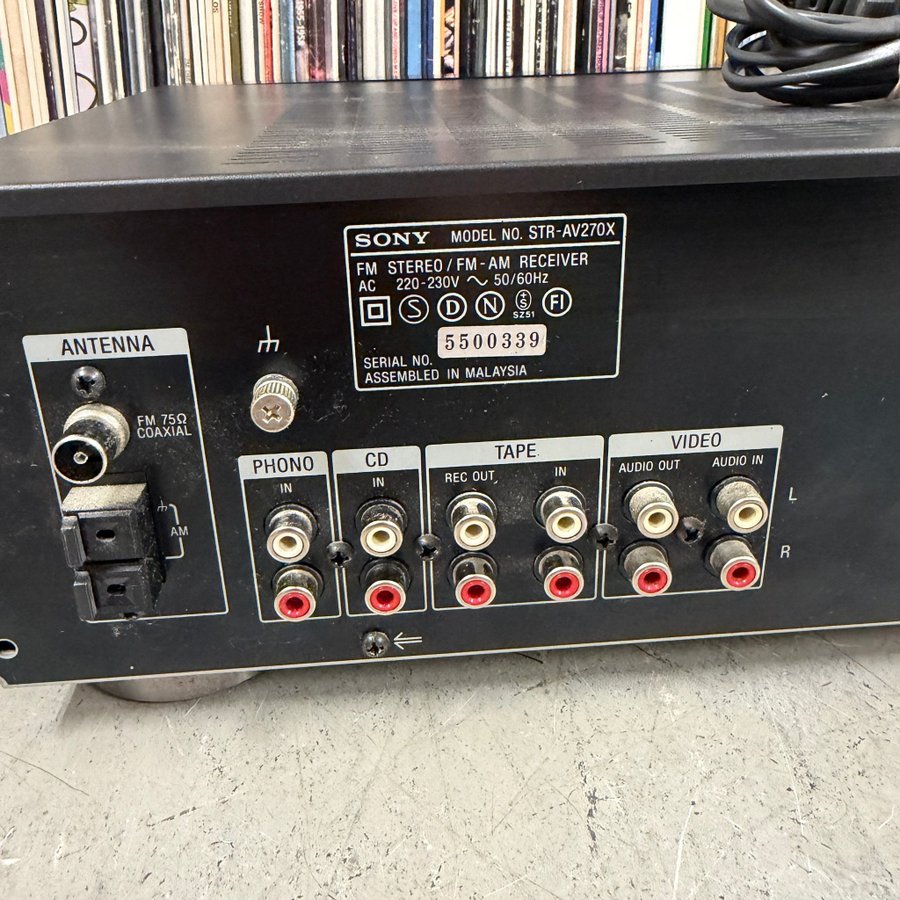 SONY MODEL NO. STR-AV270X
FM STEREO / FM-AM RECEIVER
AC 220-230V ~ 50/60Hz
S D N S FI
SZ51
SERIAL NO. 5500339
ASSEMBLED IN MALAYSIA
ANTENNA
FM 75Ω
COAXIAL
AM
PHONO
IN
CD
IN
TAPE
REC OUT
IN
VIDEO
AUDIO OUT
AUDIO IN
L
R